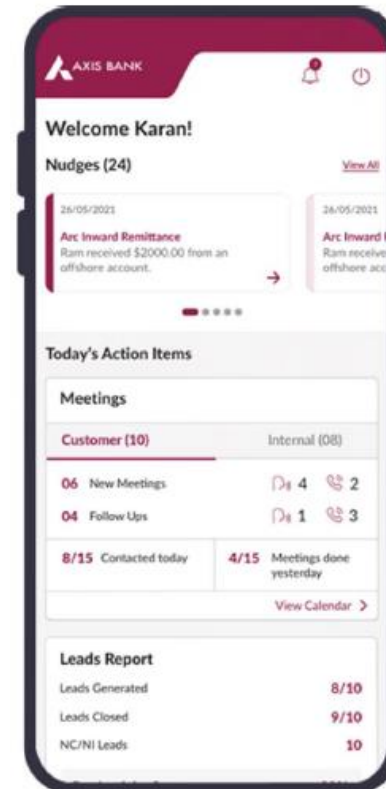 AXIS BANK
Welcome Karan!
Nudges (24)
View All
26/05/2021
Arc Inward Remittance
Ram received $2000.00 from an
offshore account.
26/05/2021
Arc Inward
Ram receive
offshore acc
Today's Action Items
Meetings
Customer (10)
Internal (08)
06 New Meetings 4 2
04 Follow Ups 1 3
8/15 Contacted today
4/15 Meetings done
yesterday
View Calendar
Leads Report
Leads Generated 8/10
Leads Closed 9/10
NC/NI Leads 10